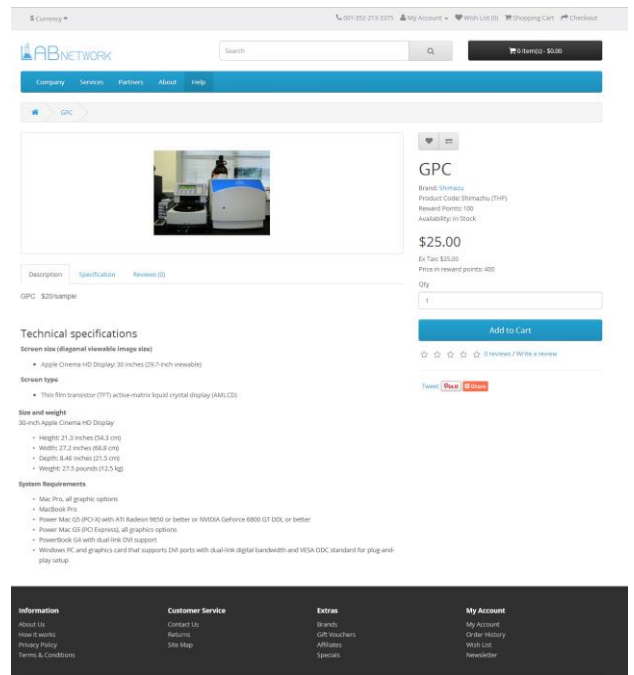 $ Currency
001-352-213-3375 My Account Wish List (0) Shopping Cart Checkout
LABNETWORK
Search
0 item(s) - $0.00
Company Services Partners About Help
GPC
GPC
Brand: Shimazu
Product Code: Shimazhu (THF)
Reward Points: 100
Availability: In Stock
$25.00
Ex Tax: $25.00
Price in reward points: 400
Qty
1
Add to Cart
0 reviews / Write a review
Tweet Pin it Share
Description Specification Reviews (0)
GPC $20/sample
Technical specifications
Screen size (diagonal viewable image size)
• Apple Cinema HD Display: 30 inches (29.7-inch viewable)
Screen type
• Thin film transistor (TFT) active-matrix liquid crystal display (AMLCD)
Size and weight
30-inch Apple Cinema HD Display
• Height: 21.3 inches (54.3 cm)
• Width: 27.2 inches (68.8 cm)
• Depth: 8.46 inches (21.5 cm)
• Weight: 27.5 pounds (12.5 kg)
System Requirements
• Mac Pro, all graphic options
• MacBook Pro
• Power Mac G5 (PCI-X) with ATI Radeon 9650 or better or NVIDIA GeForce 6800 GT DDL or better
• Power Mac G5 (PCI Express), all graphics options
• PowerBook G4 with dual-link DVI support
• Windows PC and graphics card that supports DVI ports with dual-link digital bandwidth and VESA DDC standard for plug-and-
play setup
Information Customer Service Extras My Account
About Us Contact Us Brands My Account
How it works Returns Gift Vouchers Order History
Privacy Policy Site Map Affiliates Wish List
Terms & Conditions Specials Newsletter